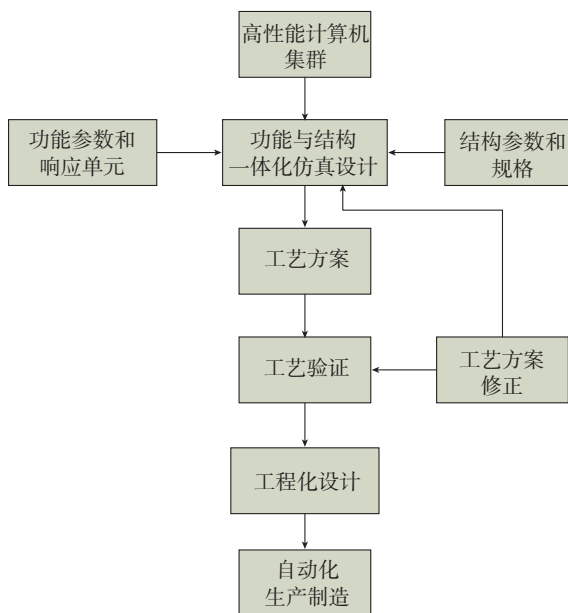 高性能计算机
集群
功能参数和
响应单元
功能与结构
一体化仿真设计
结构参数和
规格
工艺方案
工艺验证
工艺方案
修正
工程化设计
自动化
生产制造